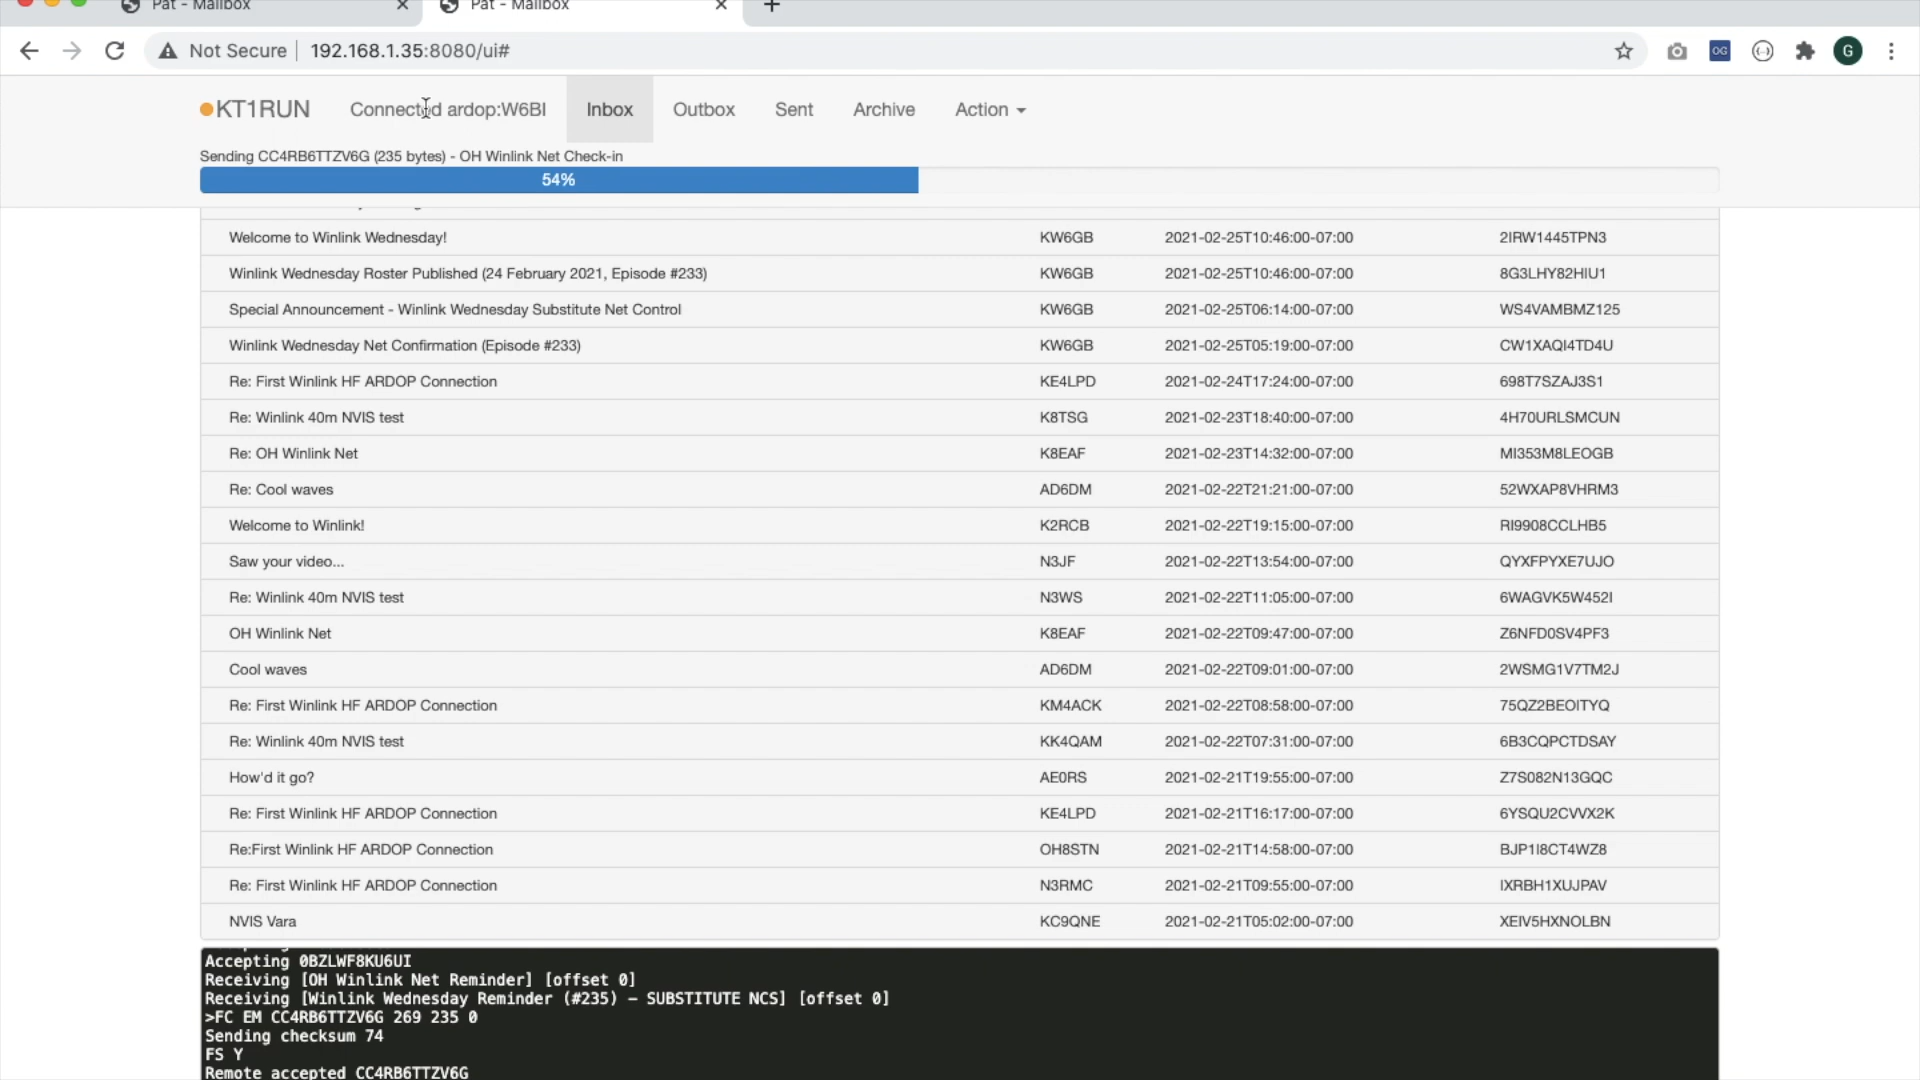 Pat - Mailbox
Pat - Mailbox
Not Secure 192.168.1.35:8080/ui#
OG
G
KT1RUN Connected ardop:W6BI Inbox Outbox Sent Archive Action
Sending CC4RB6TTZV6G (235 bytes) - OH Winlink Net Check-in
54%
Welcome to Winlink Wednesday! KW6GB 2021-02-25T10:46:00-07:00 2IRW1445TPN3
Winlink Wednesday Roster Published (24 February 2021, Episode #233) KW6GB 2021-02-25T10:46:00-07:00 8G3LHY82HIU1
Special Announcement - Winlink Wednesday Substitute Net Control KW6GB 2021-02-25T06:14:00-07:00 WS4VAMBMZ125
Winlink Wednesday Net Confirmation (Episode #233) KW6GB 2021-02-25T05:19:00-07:00 CW1XAQI4TD4U
Re: First Winlink HF ARDOP Connection KE4LPD 2021-02-24T17:24:00-07:00 698T7SZAJ3S1
Re: Winlink 40m NVIS test K8TSG 2021-02-23T18:40:00-07:00 4H70URLSMCUN
Re: OH Winlink Net K8EAF 2021-02-23T14:32:00-07:00 MI353M8LEOGB
Re: Cool waves AD6DM 2021-02-22T21:21:00-07:00 52WXAP8VHRM3
Welcome to Winlink! K2RCB 2021-02-22T19:15:00-07:00 RI9908CCLHB5
Saw your video... N3JF 2021-02-22T13:54:00-07:00 QYXFPYXE7UJO
Re: Winlink 40m NVIS test N3WS 2021-02-22T11:05:00-07:00 6WAGVK5W452I
OH Winlink Net K8EAF 2021-02-22T09:47:00-07:00 Z6NFD0SV4PF3
Cool waves AD6DM 2021-02-22T09:01:00-07:00 2WSMG1V7TM2J
Re: First Winlink HF ARDOP Connection KM4ACK 2021-02-22T08:58:00-07:00 75QZ2BEOITYQ
Re: Winlink 40m NVIS test KK4QAM 2021-02-22T07:31:00-07:00 6B3CQPCTDSAY
How'd it go? AE0RS 2021-02-21T19:55:00-07:00 Z7S082N13GQC
Re: First Winlink HF ARDOP Connection KE4LPD 2021-02-21T16:17:00-07:00 6YSQU2CVVX2K
Re:First Winlink HF ARDOP Connection OH8STN 2021-02-21T14:58:00-07:00 BJP1I8CT4WZ8
Re: First Winlink HF ARDOP Connection N3RMC 2021-02-21T09:55:00-07:00 IXRBH1XUJPAV
NVIS Vara KC9QNE 2021-02-21T05:02:00-07:00 XEIV5HXNOLBN
Accepting 0BZLWF8KU6UI
Receiving [OH Winlink Net Reminder] [offset 0]
Receiving [Winlink Wednesday Reminder (#235) – SUBSTITUTE NCS] [offset 0]
>FC EM CC4RB6TTZV6G 269 235 0
Sending checksum 74
FS Y
Remote accepted CC4RB6TTZV6G